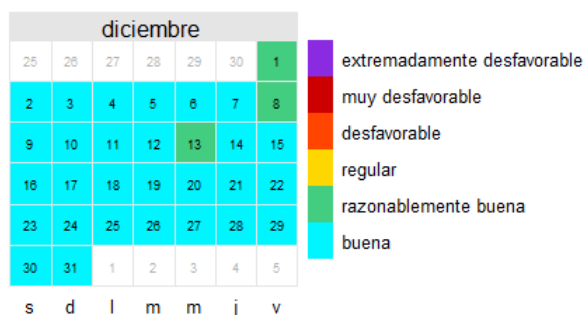 diciembre
25 26 27 28 29 30 1
2 3 4 5 6 7 8
9 10 11 12 13 14 15
16 17 18 19 20 21 22
23 24 25 26 27 28 29
30 31 1 2 3 4 5
s d l m m j v
extremadamente desfavorable
muy desfavorable
desfavorable
regular
razonablemente buena
buena